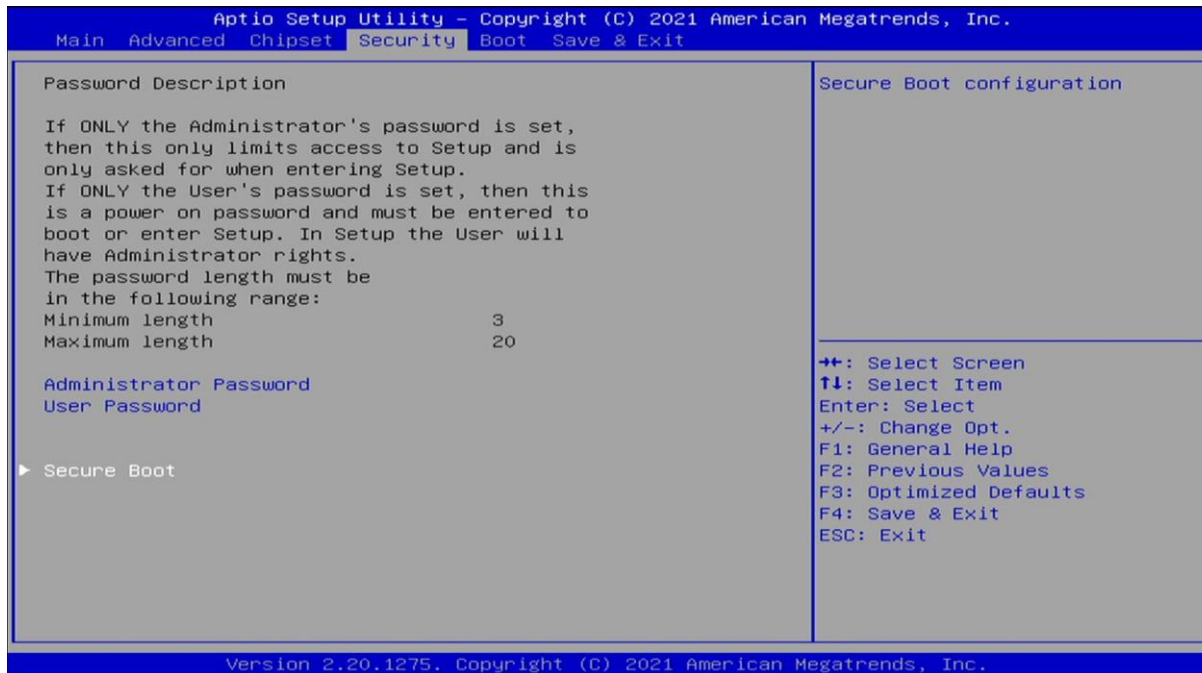 Aptio Setup Utility – Copyright (C) 2021 American Megatrends, Inc.
Main Advanced Chipset Security Boot Save & Exit
Password Description
If ONLY the Administrator's password is set,
then this only limits access to Setup and is
only asked for when entering Setup.
If ONLY the User's password is set, then this
is a power on password and must be entered to
boot or enter Setup. In Setup the User will
have Administrator rights.
The password length must be
in the following range:
Minimum length 3
Maximum length 20
Administrator Password
User Password
► Secure Boot
Secure Boot configuration
→←: Select Screen
↑↓: Select Item
Enter: Select
+/-: Change Opt.
F1: General Help
F2: Previous Values
F3: Optimized Defaults
F4: Save & Exit
ESC: Exit
Version 2.20.1275. Copyright (C) 2021 American Megatrends, Inc.